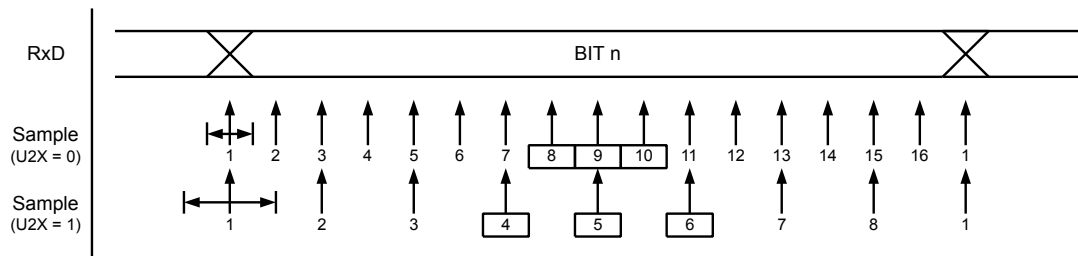 RxD BIT n
Sample
(U2X = 0) 1 2 3 4 5 6 7 8 9 10 11 12 13 14 15 16 1
Sample
(U2X = 1) 1 2 3 4 5 6 7 8 1